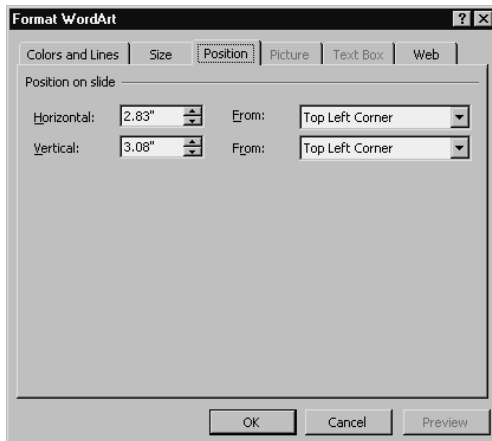 Format WordArt
Colors and Lines Size Position Picture Text Box Web
Position on slide
Horizontal: 2.83" From: Top Left Corner
Vertical: 3.08" From: Top Left Corner
OK Cancel Preview